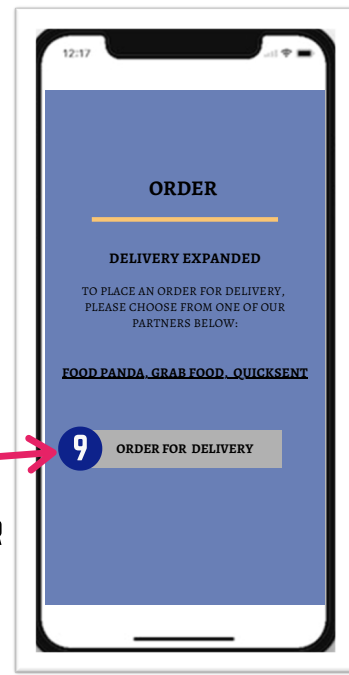 12:17
ORDER
DELIVERY EXPANDED
TO PLACE AN ORDER FOR DELIVERY,
PLEASE CHOOSE FROM ONE OF OUR
PARTNERS BELOW:
FOOD PANDA, GRAB FOOD, QUICKSENT
9 ORDER FOR DELIVERY
R